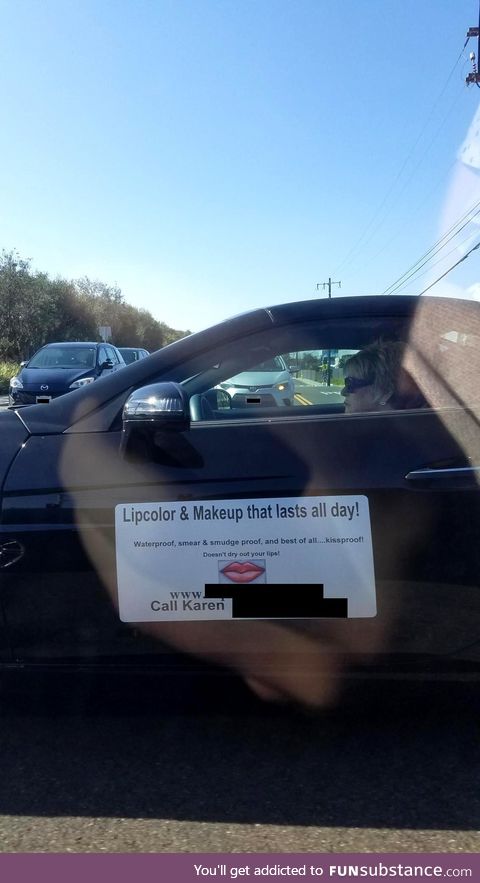 Lipcolor & Makeup that lasts all day!
Waterproof, smear & smudge proof, and best of all....kissproof!
Doesn't dry out your lips!
www.
Call Karen
You'll get addicted to FUNsubstance.com